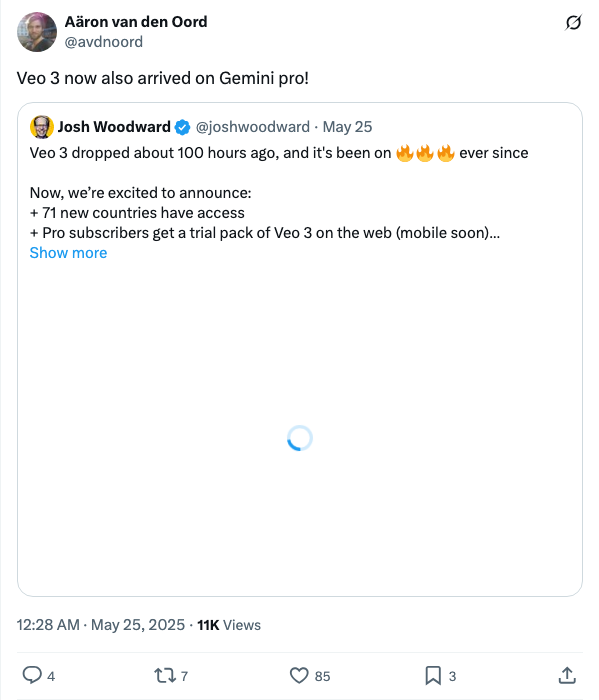 Aäron van den Oord
@avdnoord
Veo 3 now also arrived on Gemini pro!
Josh Woodward @joshwoodward · May 25
Veo 3 dropped about 100 hours ago, and it's been on 🔥🔥🔥 ever since
Now, we're excited to announce:
+ 71 new countries have access
+ Pro subscribers get a trial pack of Veo 3 on the web (mobile soon)...
Show more
12:28 AM · May 25, 2025 · 11K Views
4 7 85 3